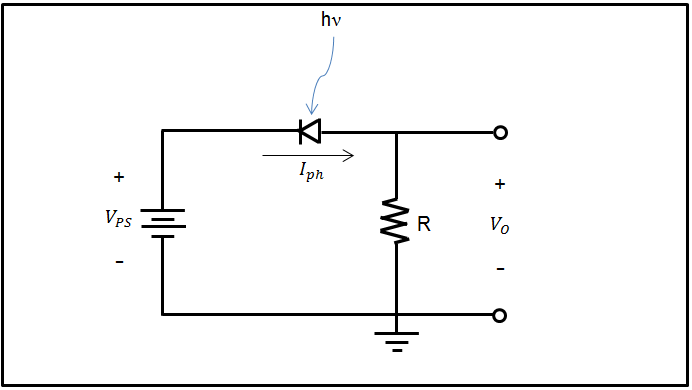 hν
I_ph
+
V_PS
-
R
+
V_O
-